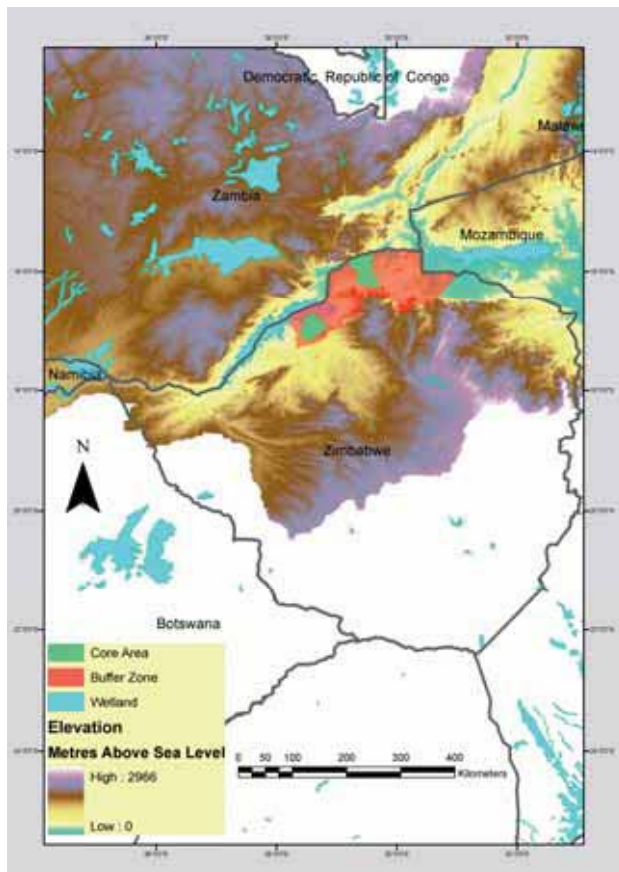 Democratic Republic of Congo
Malawi
Zambia
Mozambique
Namibia
N
Zimbabwe
Botswana
Core Area
Buffer Zone
Wetland
Elevation
Metres Above Sea Level
High : 2966
Low : 0
0 50 100 200 300 400
Kilometers